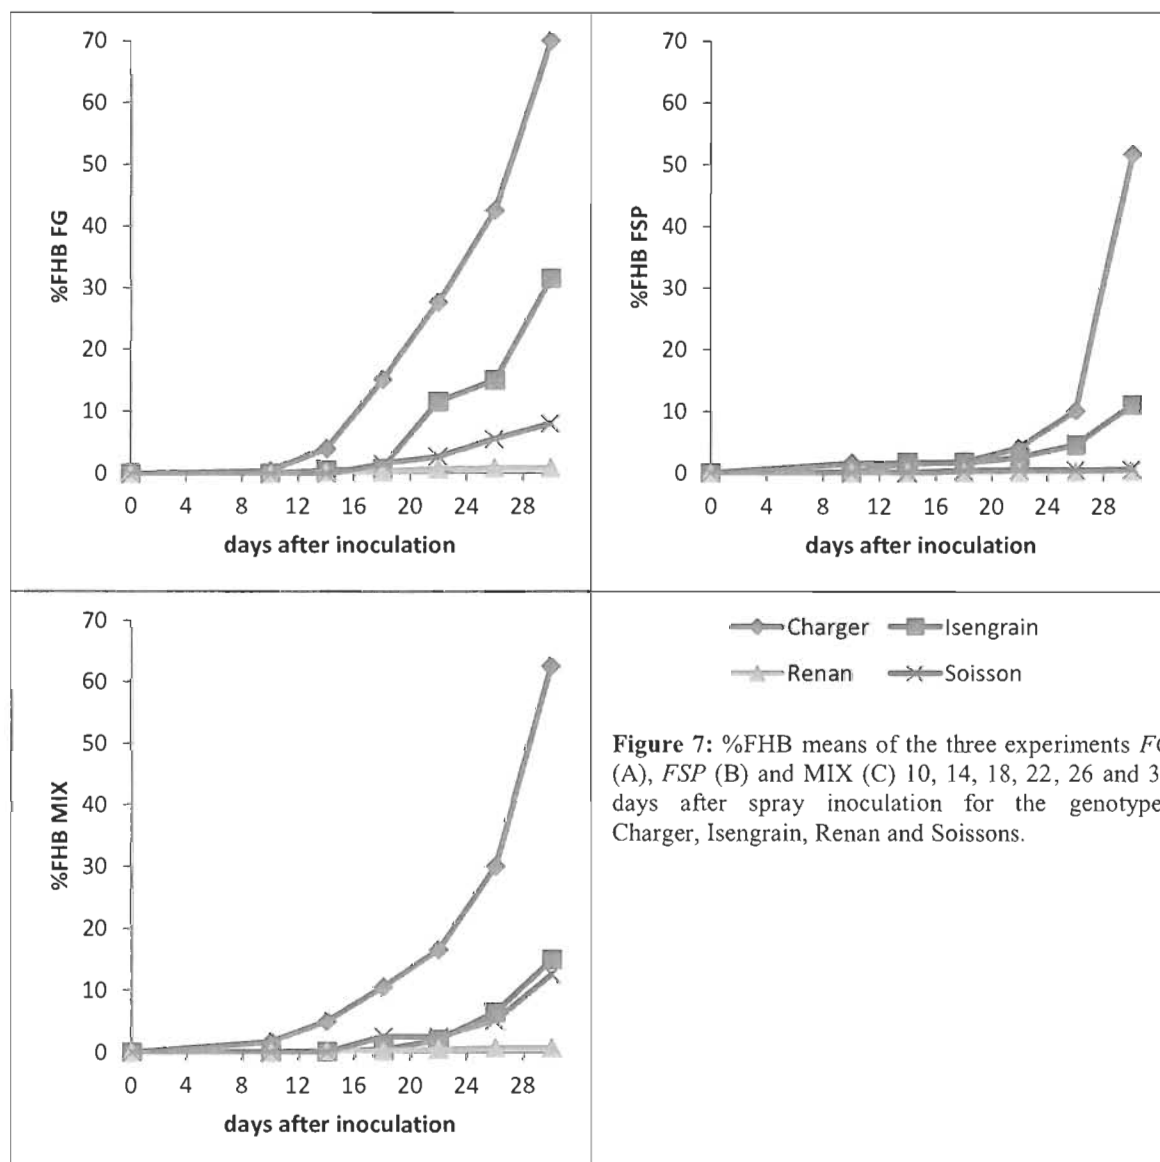 70
60
50
40
30
20
10
0
%FHB FG
0 4 8 12 16 20 24 28
days after inoculation
70
60
50
40
30
20
10
0
%FHB FSP
0 4 8 12 16 20 24 28
days after inoculation
70
60
50
40
30
20
10
0
%FHB MIX
0 4 8 12 16 20 24 28
days after inoculation
Charger Isengrain
Renan Soisson
Figure 7: %FHB means of the three experiments
(A), FSP (B) and MIX (C) 10, 14, 18, 22, 26 and 3
days after spray inoculation for the genotype
Charger, Isengrain, Renan and Soissons.